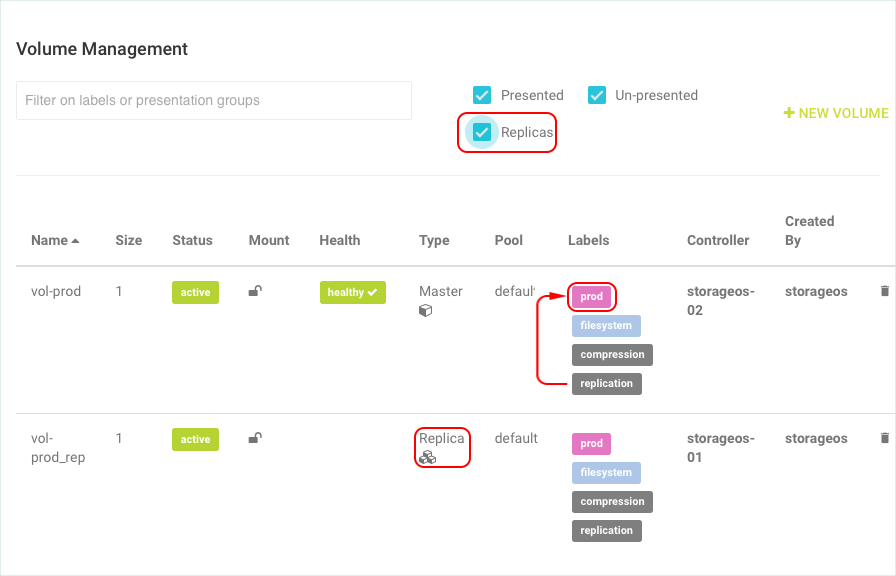 Volume Management
Filter on labels or presentation groups
Presented
Un-presented
Replicas
NEW VOLUME
Name Size Status Mount Health Type Pool Labels Controller Created By
vol-prod 1 active healthy Master default prod storageos-02 storageos
filesystem
compression
replication
vol-prod_rep 1 active Replica default prod storageos-01 storageos
filesystem
compression
replication